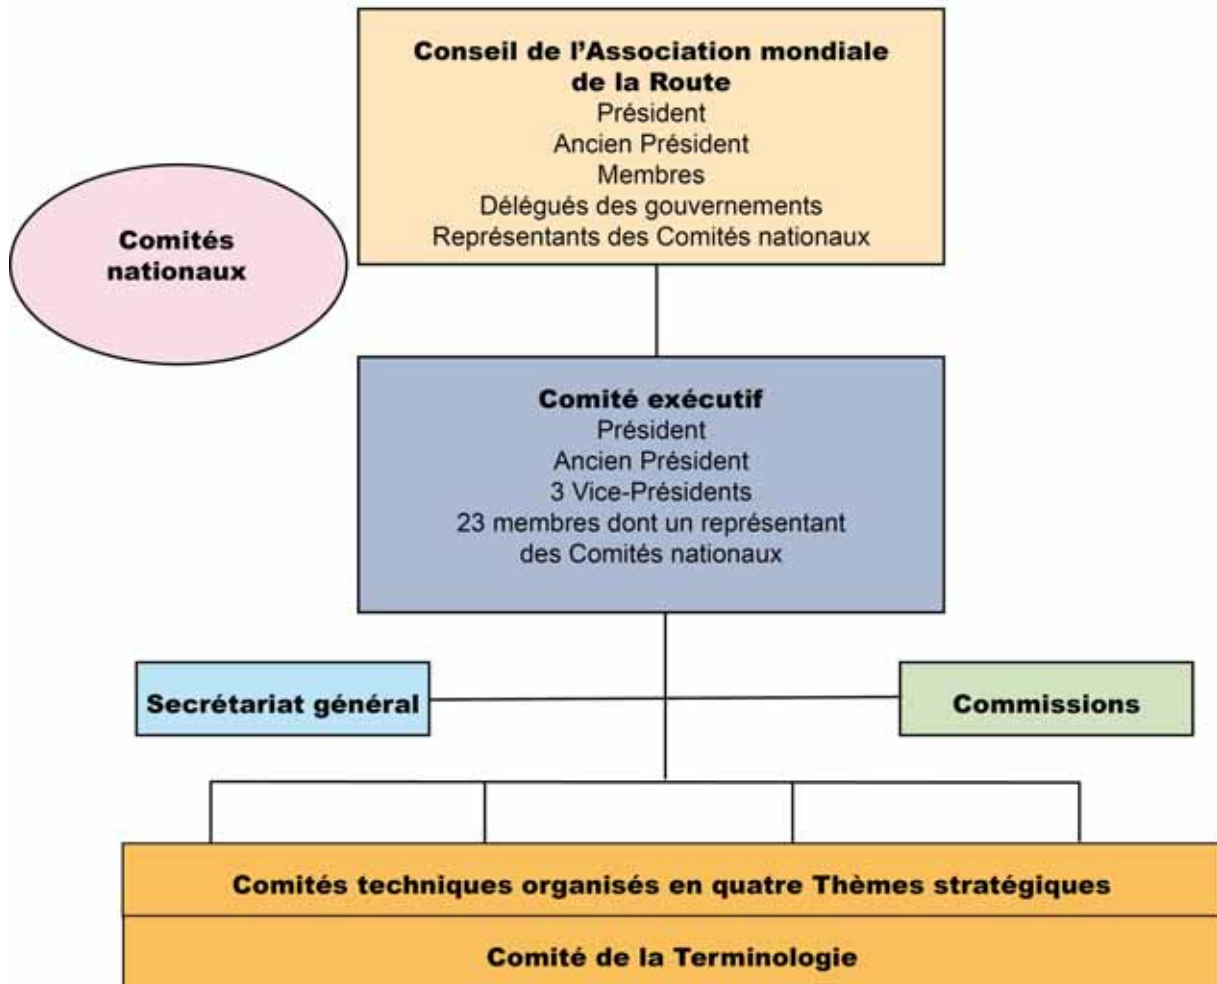 Conseil de l'Association mondiale
de la Route
Président
Ancien Président
Membres
Délégués des gouvernements
Représentants des Comités nationaux
Comités
nationaux
Comité exécutif
Président
Ancien Président
3 Vice-Présidents
23 membres dont un représentant
des Comités nationaux
Secrétariat général
Commissions
Comités techniques organisés en quatre Thèmes stratégiques
Comité de la Terminologie